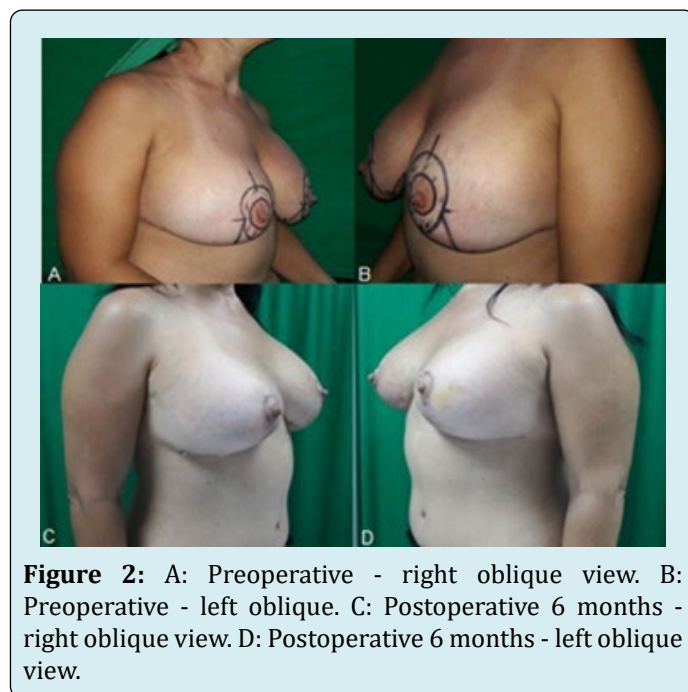 A
B
C
D
Figure 2: A: Preoperative - right oblique view. B:
Preoperative - left oblique. C: Postoperative 6 months -
right oblique view. D: Postoperative 6 months - left oblique
view.